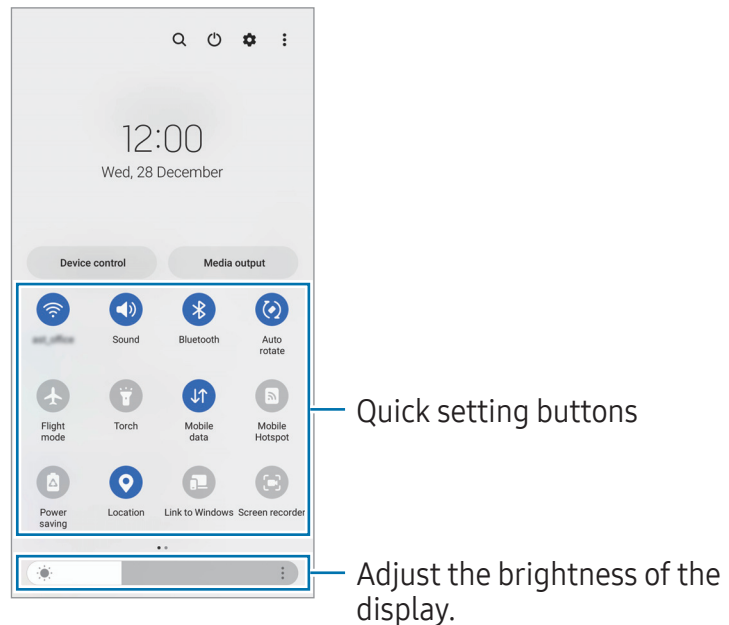 12:00
Wed, 28 December
Device control Media output
Sound Bluetooth Auto
rotate
Flight
mode Torch Mobile
data Mobile
Hotspot
Quick setting buttons
Power
saving Location Link to Windows Screen recorder
Adjust the brightness of the
display.